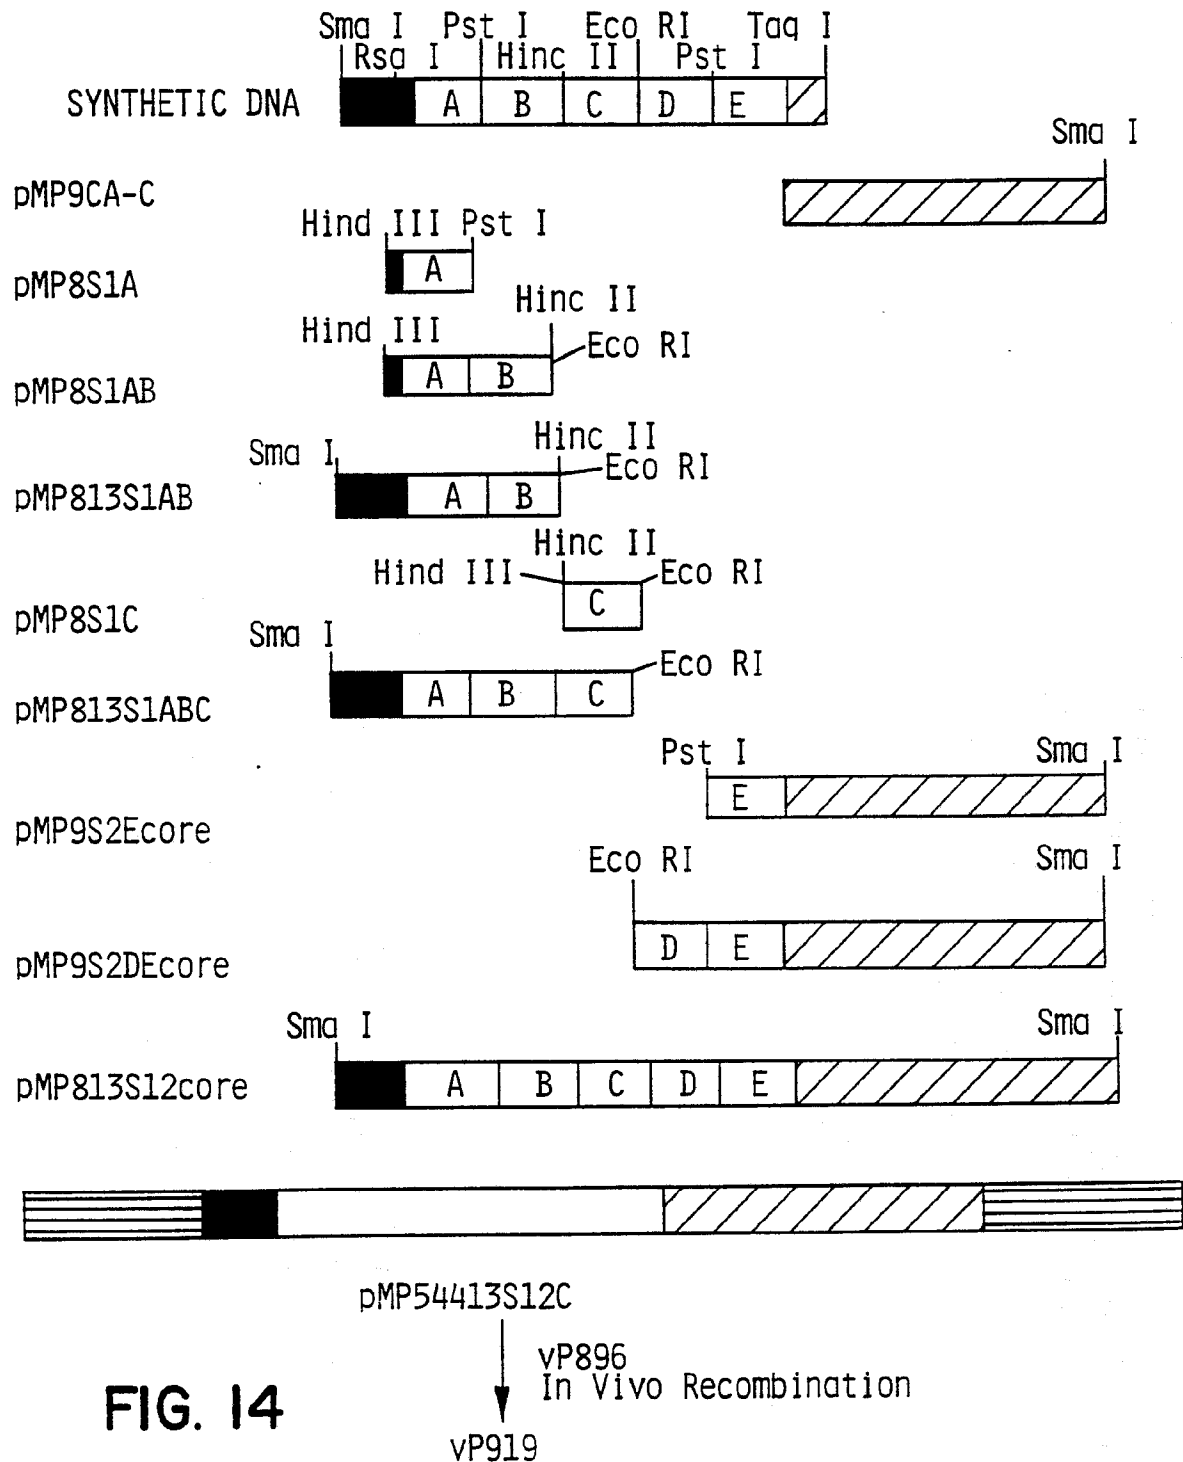 Sma I Pst I Eco RI Taq I
Rsa I Hinc II Pst I
SYNTHETIC DNA A B C D E
Sma I
pMP9CA-C
Hind III Pst I
pMP8S1A A
Hinc II
Hind III Eco RI
pMP8S1AB A B
Hinc II
Sma I Eco RI
pMP813S1AB A B
Hinc II
Hind III Eco RI
pMP8S1C C
Sma I
Eco RI
pMP813S1ABC A B C
Pst I Sma I
E
pMP9S2Ecore
Eco RI Sma I
pMP9S2DEcore D E
Sma I Sma I
pMP813S12core A B C D E
pMP54413S12C
vP896
In Vivo Recombination
FIG. 14
vP919